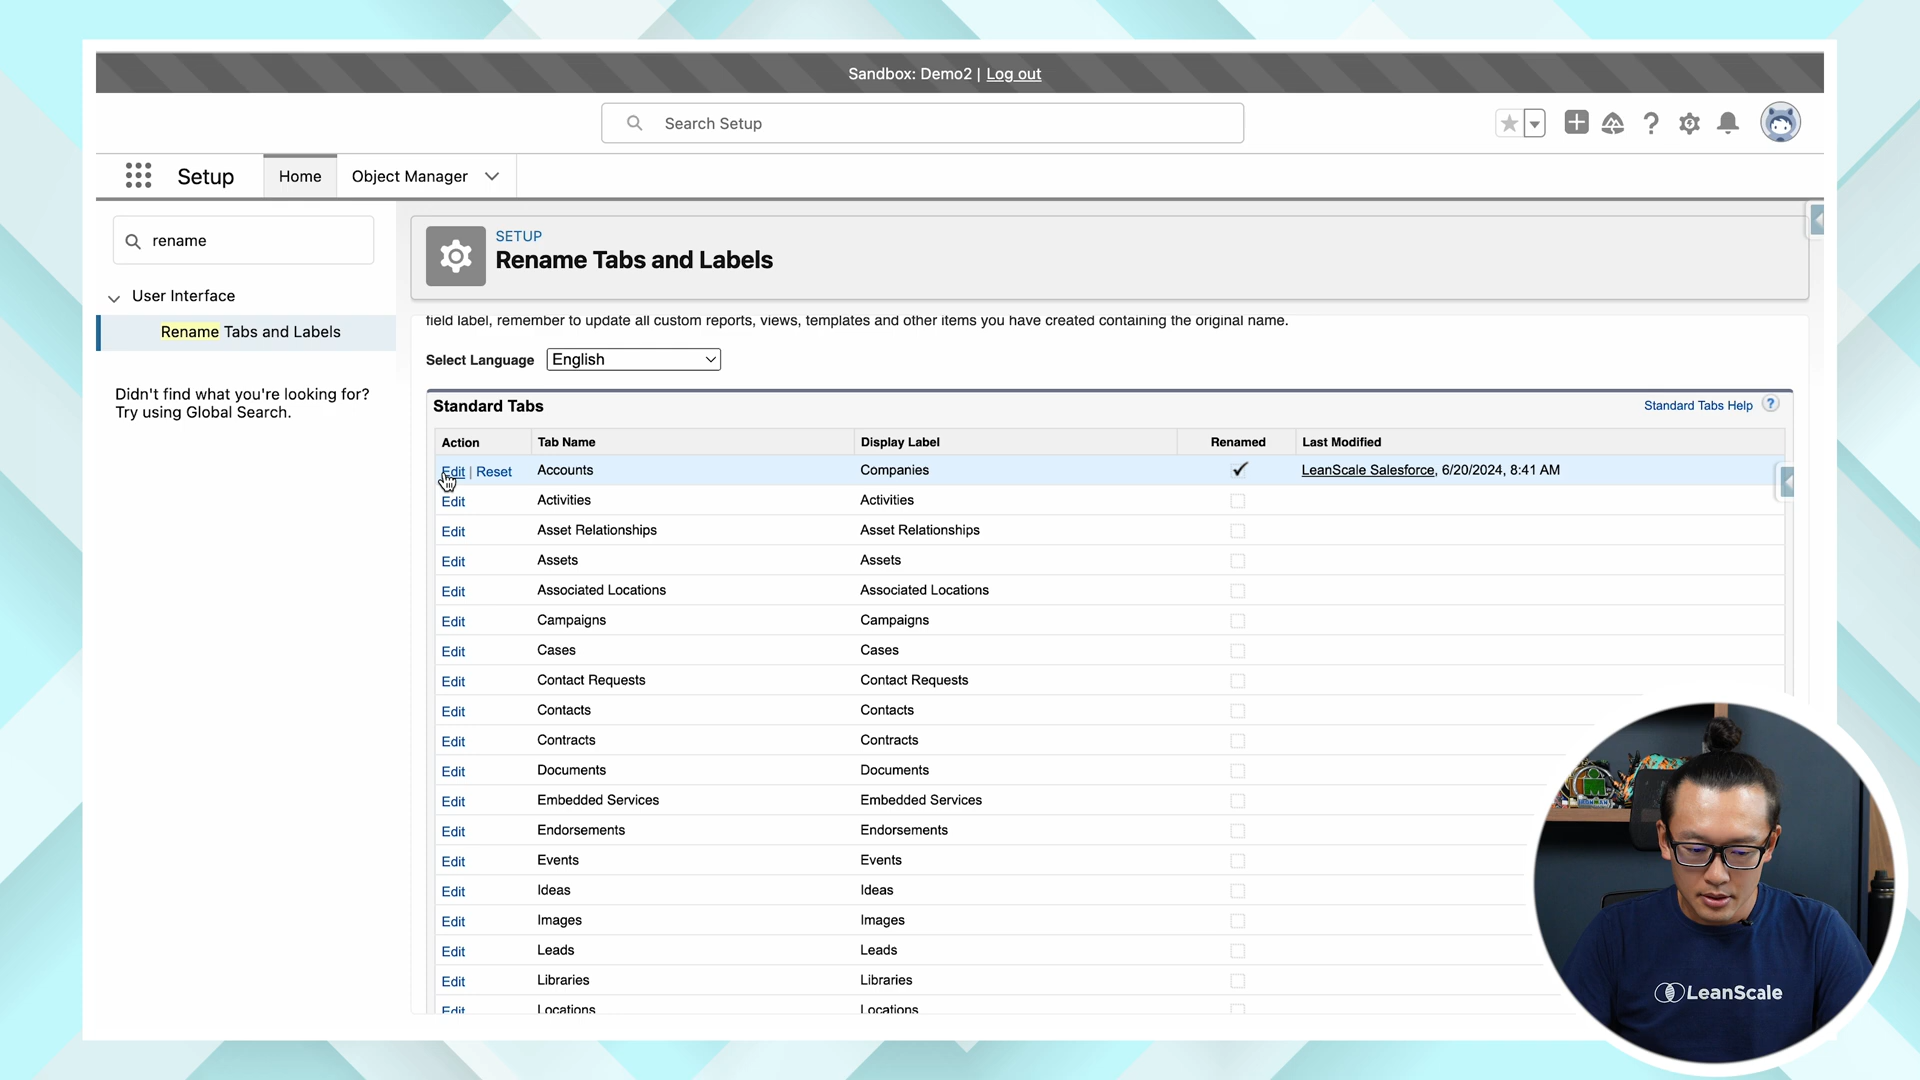 Sandbox: Demo2 | Log out
Search Setup
Setup
Home
Object Manager
rename
User Interface
Rename Tabs and Labels
Didn't find what you're looking for?
Try using Global Search.
SETUP
Rename Tabs and Labels
field label, remember to update all custom reports, views, templates and other items you have created containing the original name.
Select Language English
Standard Tabs
Standard Tabs Help ?
Action Tab Name Display Label Renamed Last Modified
Edit | Reset Accounts Companies LeanScale Salesforce, 6/20/2024, 8:41 AM
Edit Activities Activities
Edit Asset Relationships Asset Relationships
Edit Assets Assets
Edit Associated Locations Associated Locations
Edit Campaigns Campaigns
Edit Cases Cases
Edit Contact Requests Contact Requests
Edit Contacts Contacts
Edit Contracts Contracts
Edit Documents Documents
Edit Embedded Services Embedded Services
Edit Endorsements Endorsements
Edit Events Events
Edit Ideas Ideas
Edit Images Images
Edit Leads Leads
Edit Libraries Libraries
Edit Locations Locations
LeanScale